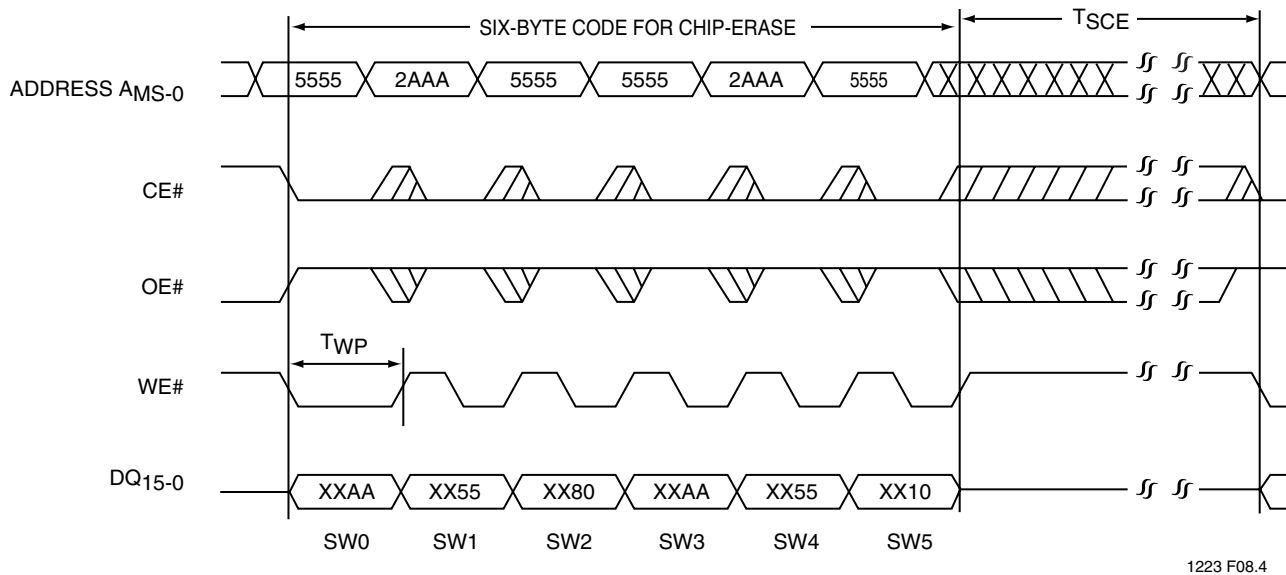 SIX-BYTE CODE FOR CHIP-ERASE
TSCE
ADDRESS AMS-0
5555 2AAA 5555 5555 2AAA 5555
CE#
OE#
TWP
WE#
DQ15-0
XXAA XX55 XX80 XXAA XX55 XX10
SW0 SW1 SW2 SW3 SW4 SW5
1223 F08.4